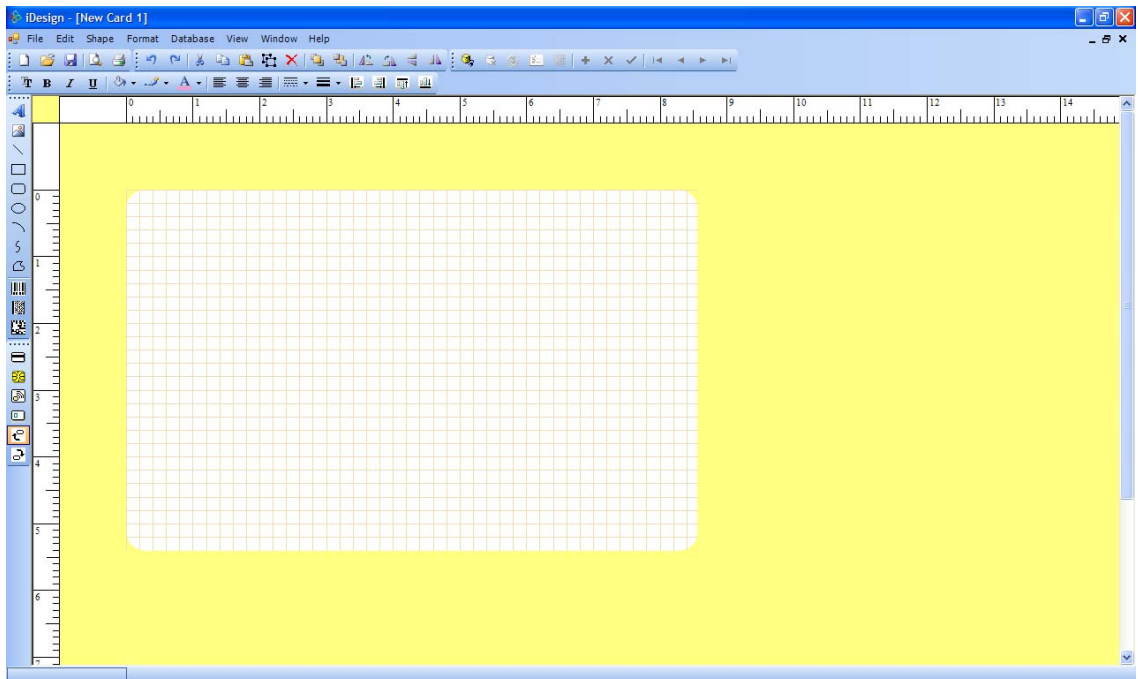 iDesign - [New Card 1]
File Edit Shape Format Database View Window Help
T B I U A
0 1 2 3 4 5 6 7 8 9 10 11 12 13 14
A
0
1
2
3
4
5
6
7